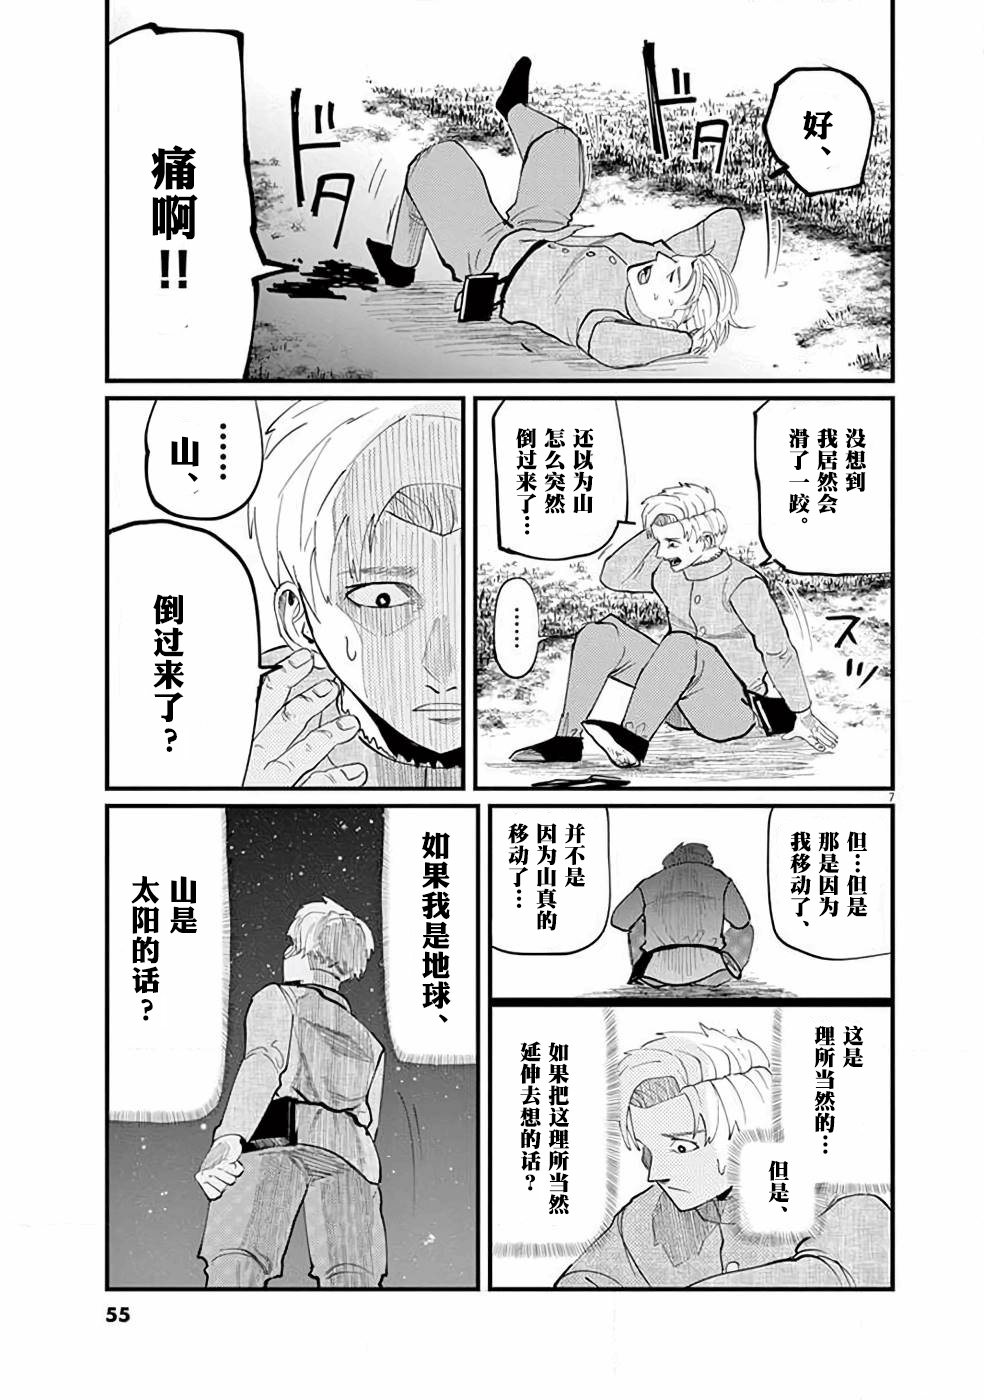 好、
ドタ
ドタ
痛啊!!
没想到
我居然会
滑了一跤。
还以为山
怎么突然
倒过来了…
……
スッ
……
山、
倒过来了?
7
但…但是
那是因为
我移动了、
并不是
因为山真的
移动了…
这是
理所当然的…
但是、
如果把这理所当然
延伸去想的话?
如果我是地球、
山是
太阳的话?
55